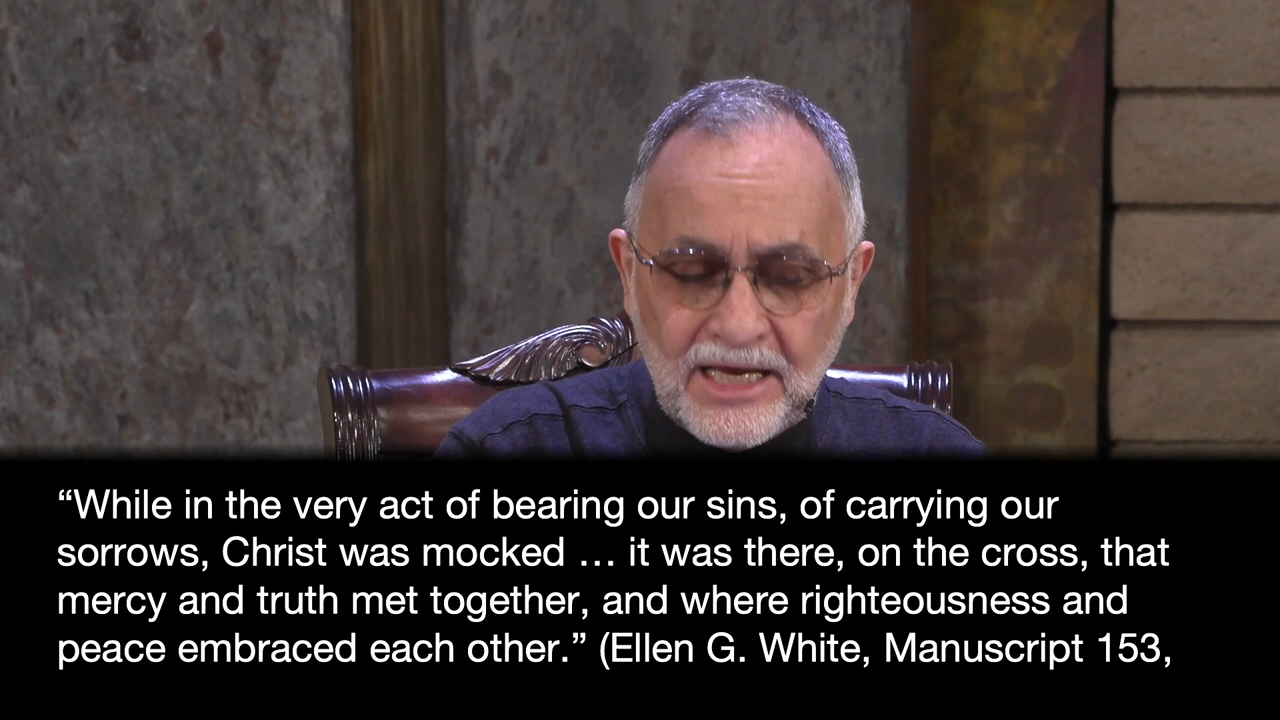 “While in the very act of bearing our sins, of carrying our
sorrows, Christ was mocked … it was there, on the cross, that
mercy and truth met together, and where righteousness and
peace embraced each other.” (Ellen G. White, Manuscript 153,